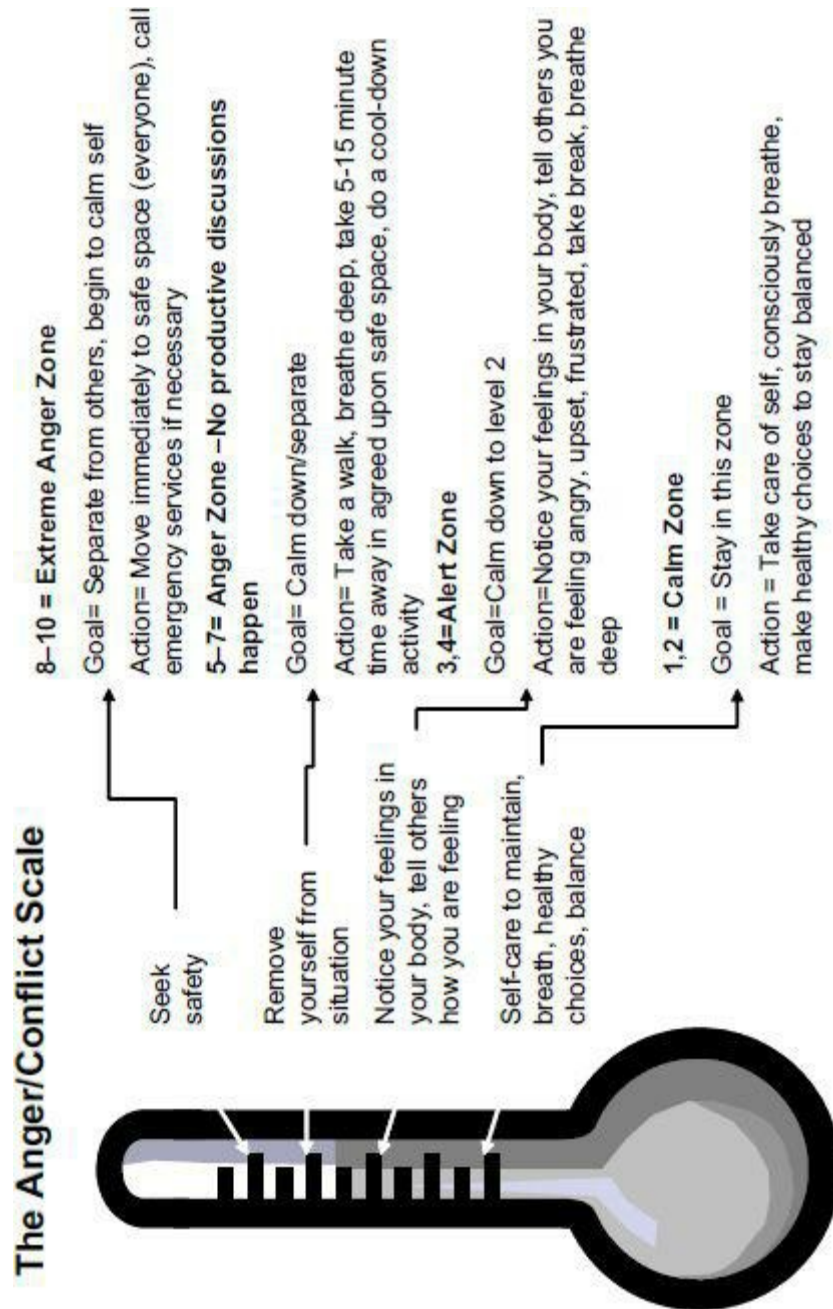 The Anger/Conflict Scale
Seek
safety
Remove
yourself from
situation
Notice your feelings in
your body, tell others
how you are feeling
Self-care to maintain,
breath, healthy
choices, balance
8–10 = Extreme Anger Zone
Goal= Separate from others, begin to calm self
Action= Move immediately to safe space (everyone), call
emergency services if necessary
5–7= Anger Zone –No productive discussions
happen
Goal= Calm down/separate
Action= Take a walk, breathe deep, take 5-15 minute
time away in agreed upon safe space, do a cool-down
activity
3,4=Alert Zone
Goal=Calm down to level 2
Action=Notice your feelings in your body, tell others you
are feeling angry, upset, frustrated, take break, breathe
deep
1,2 = Calm Zone
Goal = Stay in this zone
Action = Take care of self, consciously breathe,
make healthy choices to stay balanced